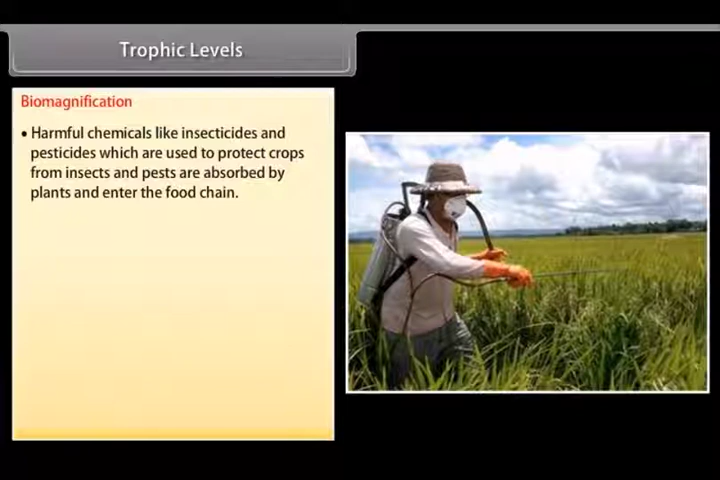 Trophic Levels
Biomagnification
• Harmful chemicals like insecticides and
pesticides which are used to protect crops
from insects and pests are absorbed by
plants and enter the food chain.